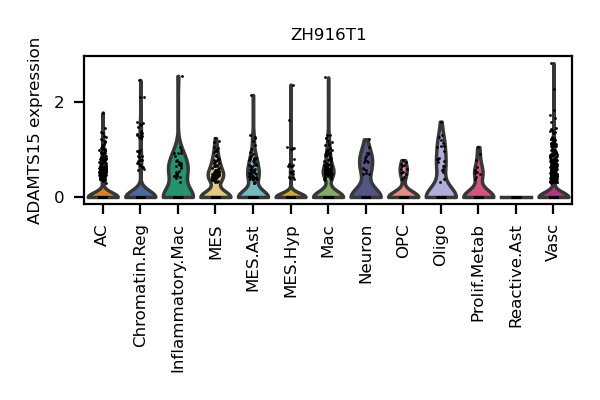 ZH916T1
ADAMTS15 expression
2
0
AC
Chromatin.Reg
Inflammatory.Mac
MES
MES.Ast
MES.Hyp
Mac
Neuron
OPC
Oligo
Prolif.Metab
Reactive.Ast
Vasc